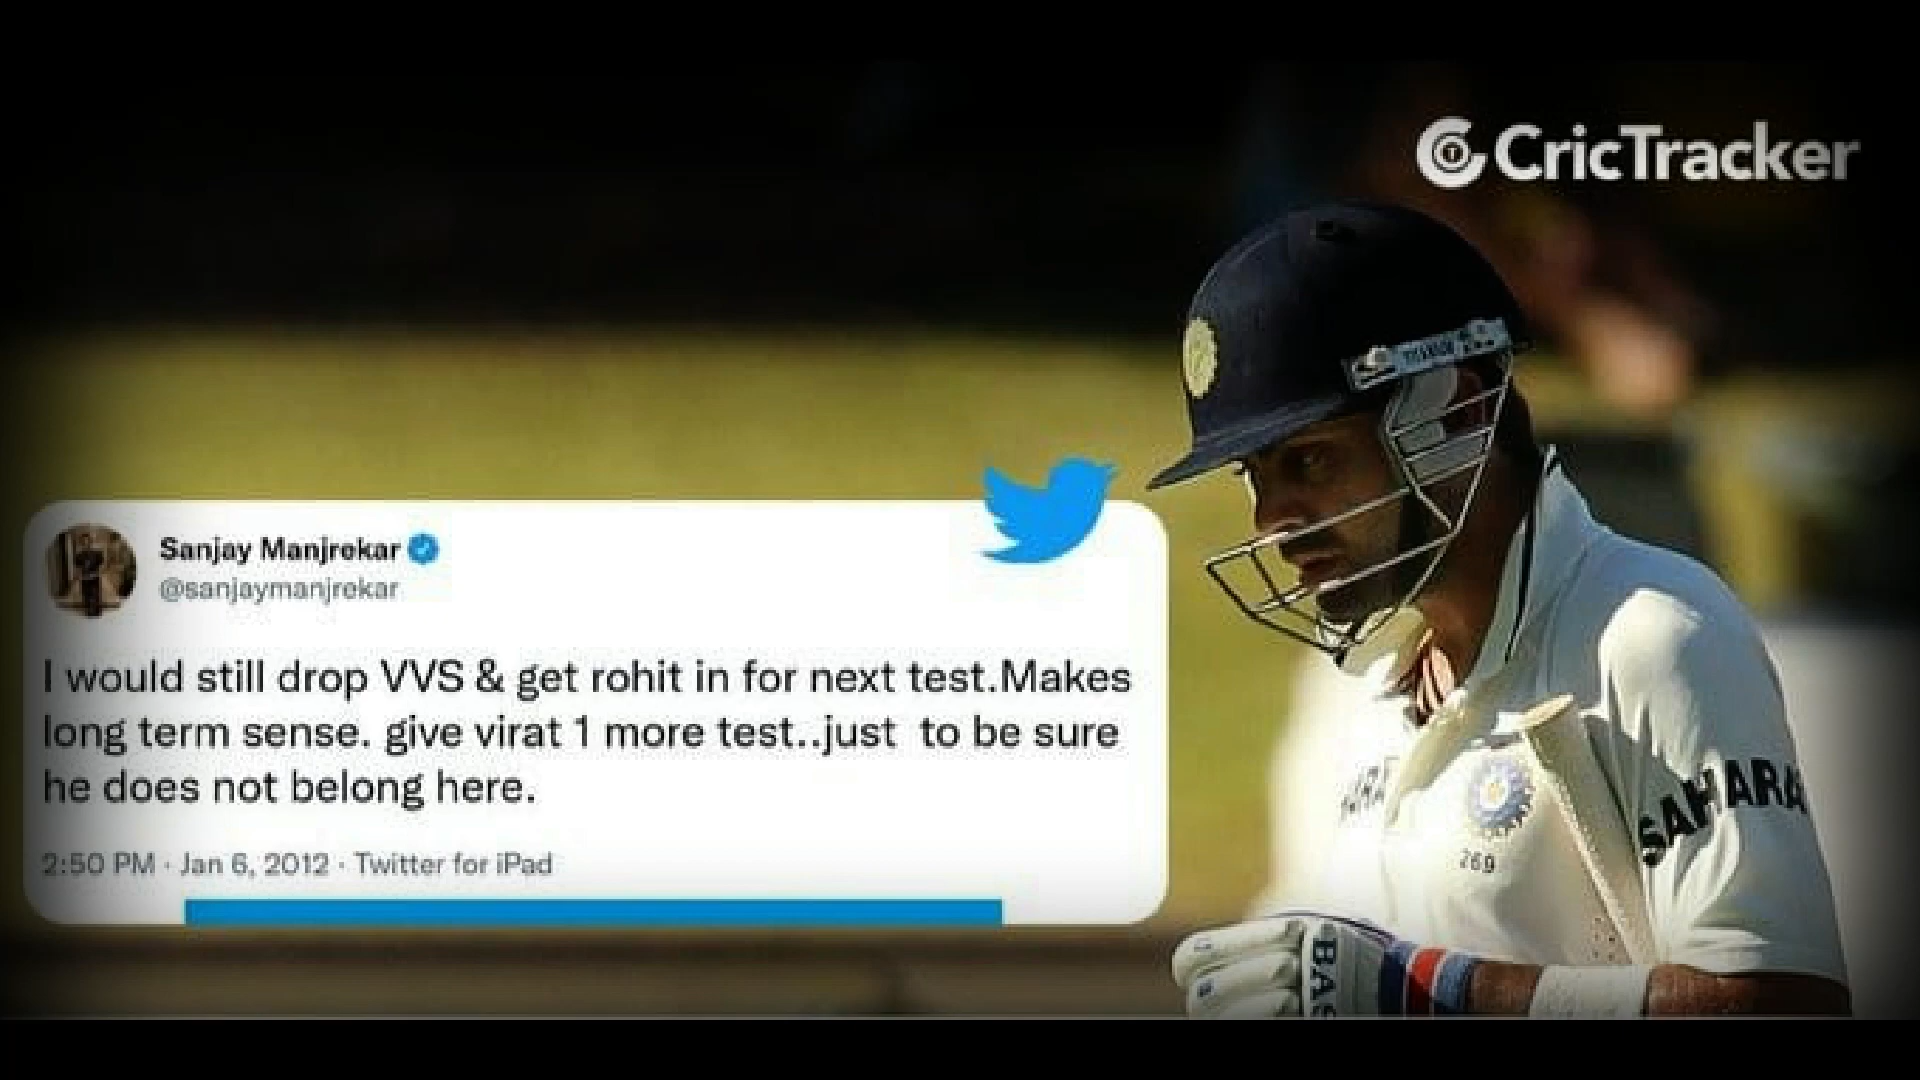 CricTracker
Sanjay Manjrekar
@sanjaymanjrekar
I would still drop VVS & get rohit in for next test.Makes
long term sense. give virat 1 more test..just to be sure
he does not belong here.
2:50 PM · Jan 6, 2012 · Twitter for iPad
SAHARA
269
BAS